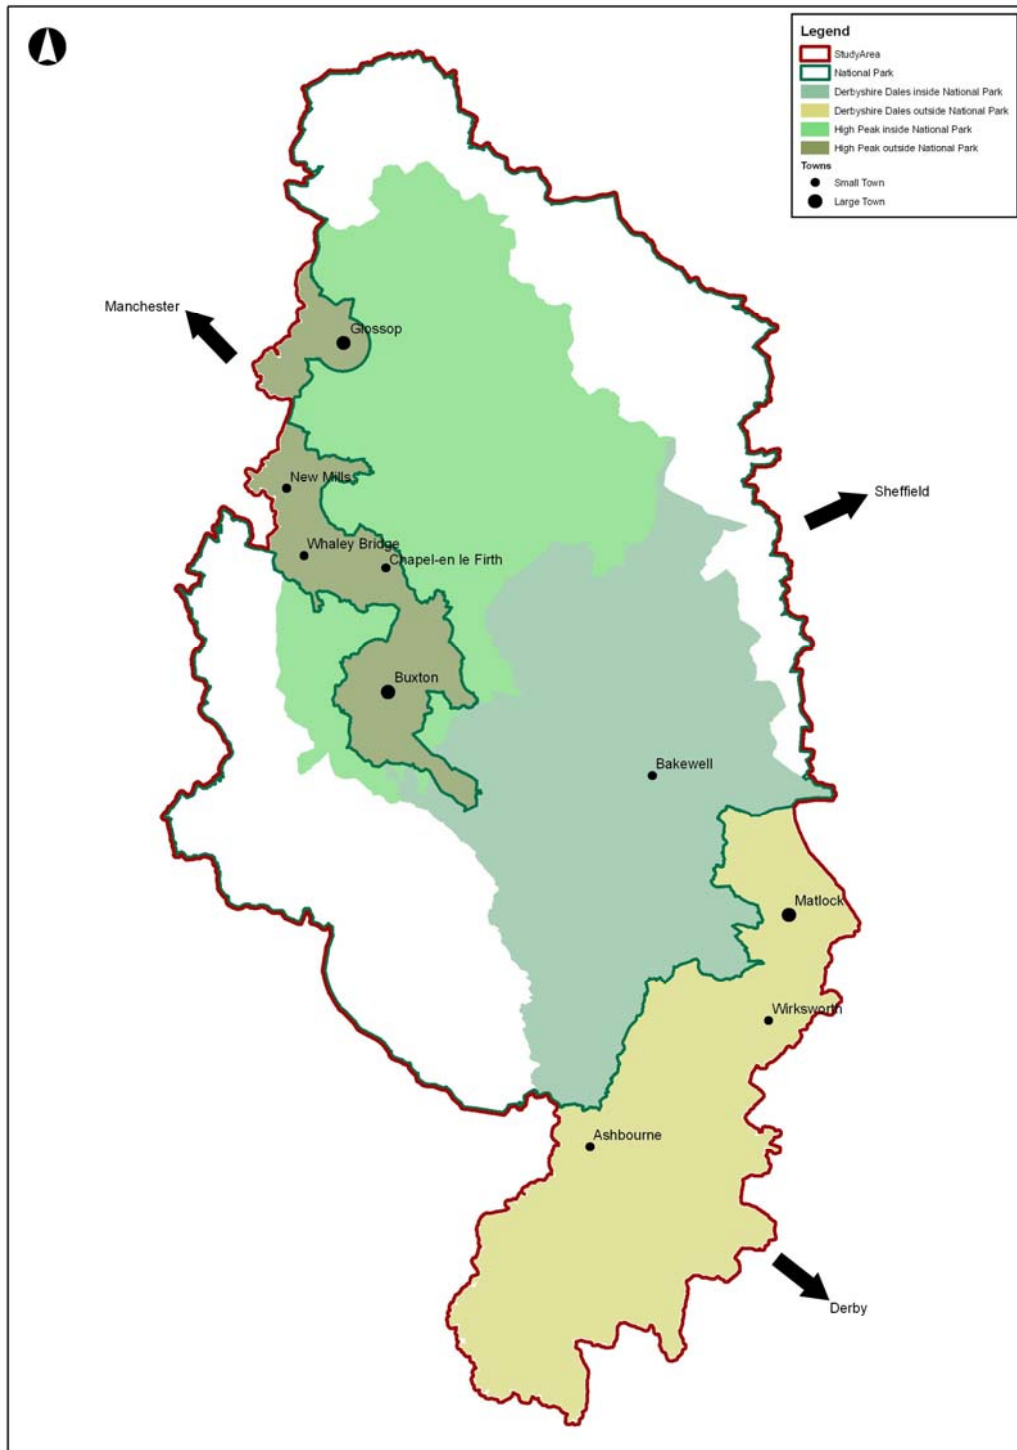 Legend
StudyArea
National Park
Derbyshire Dales inside National Park
Derbyshire Dales outside National Park
High Peak inside National Park
High Peak outside National Park
Towns
Small Town
Large Town
Manchester
Glossop
New Mills
Sheffield
Whaley Bridge
Chapel-en le Firth
Buxton
Bakewell
Matlock
Wirksworth
Ashbourne
Derby